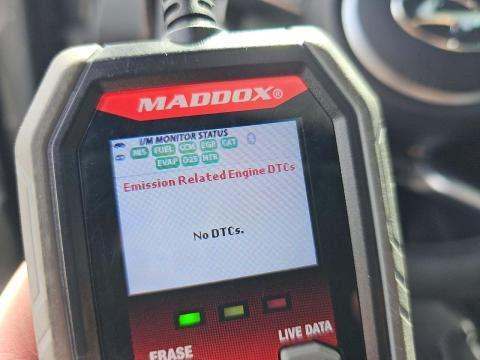 MADDOX®
I/M MONITOR STATUS
MIS FUEL CCM EGR CAT
EVAP O2S HTR
Emission Related Engine DTCs
No DTCs.
ERASE
LIVE DATA